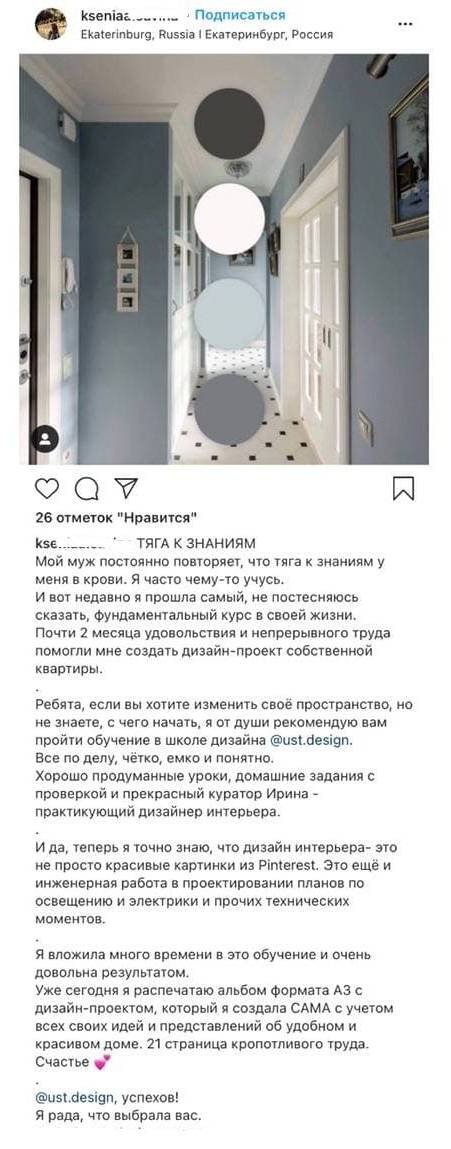 Подписаться
Ekaterinburg, Russia | Екатеринбург, Россия
26 отметок "Нравится"
ТЯГА К ЗНАНИЯМ
Мой муж постоянно повторяет, что тяга к знаниям у
меня в крови. Я часто чему-то учусь.
И вот недавно я прошла самый, не постесняюсь
сказать, фундаментальный курс в своей жизни.
Почти 2 месяца удовольствия и непрерывного труда
помогли мне создать дизайн-проект собственной
квартиры.
.
Ребята, если вы хотите изменить своё пространство, но
не знаете, с чего начать, я от души рекомендую вам
пройти обучение в школе дизайна @ust.design.
Все по делу, чётко, емко и понятно.
Хорошо продуманные уроки, домашние задания с
проверкой и прекрасный куратор Ирина -
практикующий дизайнер интерьера.
.
И да, теперь я точно знаю, что дизайн интерьера- это
не просто красивые картинки из Pinterest. Это ещё и
инженерная работа в проектировании планов по
освещению и электрики и прочих технических
моментов.
.
Я вложила много времени в это обучение и очень
довольна результатом.
Уже сегодня я распечатаю альбом формата А3 с
дизайн-проектом, который я создала САМА с учетом
всех своих идей и представлений об удобном и
красивом доме. 21 страница кропотливого труда.
Счастье 💕
.
@ust.design, успехов!
Я рада, что выбрала вас.